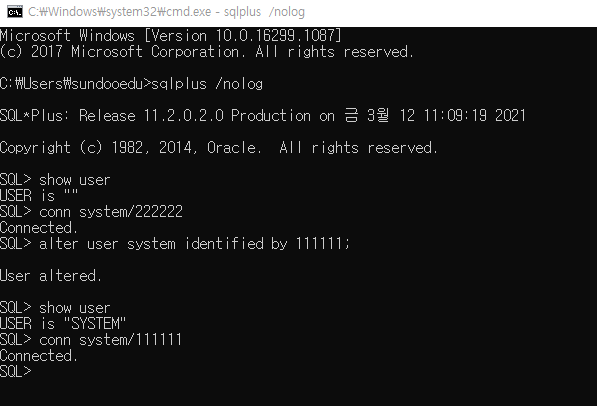 C:₩Windows₩system32₩cmd.exe - sqlplus /nolog
Microsoft Windows [Version 10.0.16299.1087]
(c) 2017 Microsoft Corporation. All rights reserved.
C:₩Users₩sundooedu>sqlplus /nolog
SQL*Plus: Release 11.2.0.2.0 Production on 금 3월 12 11:09:19 2021
Copyright (c) 1982, 2014, Oracle.  All rights reserved.
SQL> show user
USER is ""
SQL> conn system/222222
Connected.
SQL> alter user system identified by 111111;
User altered.
SQL> show user
USER is "SYSTEM"
SQL> conn system/111111
Connected.
SQL>